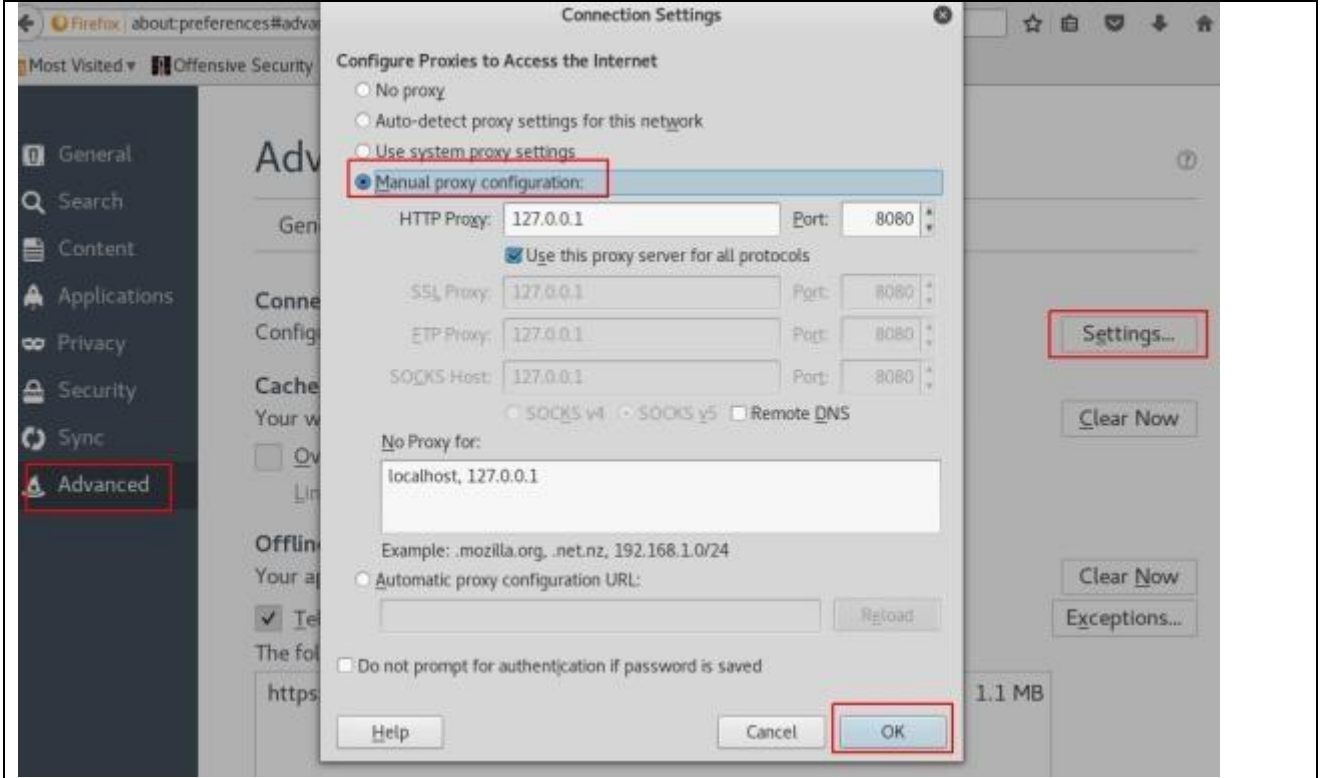 Connection Settings
Firefox about:preferences#advan
Most Visited Offensive Security
Configure Proxies to Access the Internet
No proxy
Auto-detect proxy settings for this network
Use system proxy settings
Manual proxy configuration:
HTTP Proxy: 127.0.0.1 Port: 8080
Use this proxy server for all protocols
SSL Proxy: 127.0.0.1 Port: 8080
FTP Proxy: 127.0.0.1 Port: 8080
SOCKS Host: 127.0.0.1 Port: 8080
SOCKS v4 SOCKS v5 Remote DNS
No Proxy for:
localhost, 127.0.0.1
Example: .mozilla.org, .net.nz, 192.168.1.0/24
Automatic proxy configuration URL:
Reload
Do not prompt for authentication if password is saved
Help Cancel OK
General
Search
Content
Applications
Privacy
Security
Sync
Advanced
Adv
Gen
Conne
Config
Settings...
Cache
Your w
Clear Now
Ov
Lin
Offlin
Your a
Clear Now
Tel
Exceptions...
The fol
https
1.1 MB